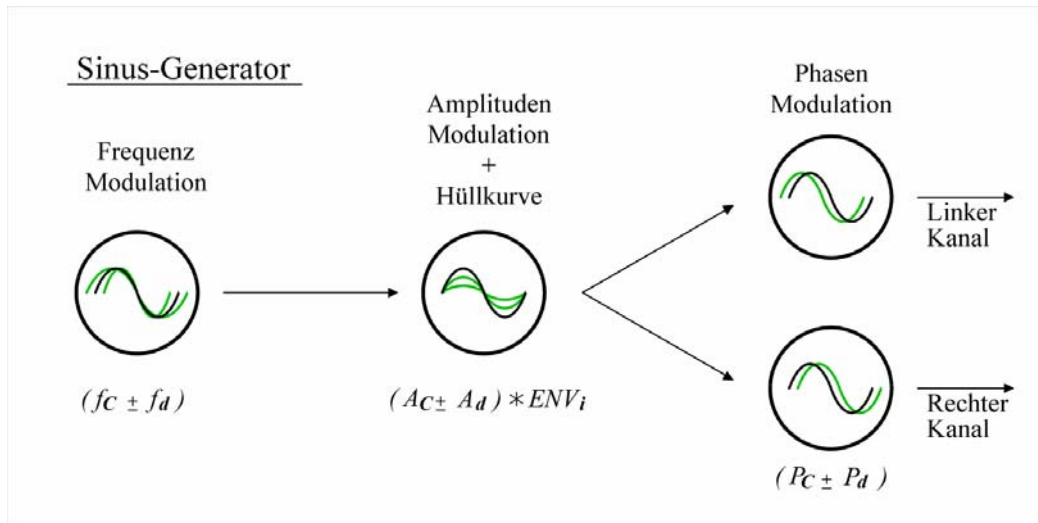 Sinus-Generator
Frequenz
Modulation
(fC ± fd)
Amplituden
Modulation
+
Hüllkurve
(AC± Ad)*ENVi
Phasen
Modulation
Linker
Kanal
Rechter
Kanal
(PC ± Pd)